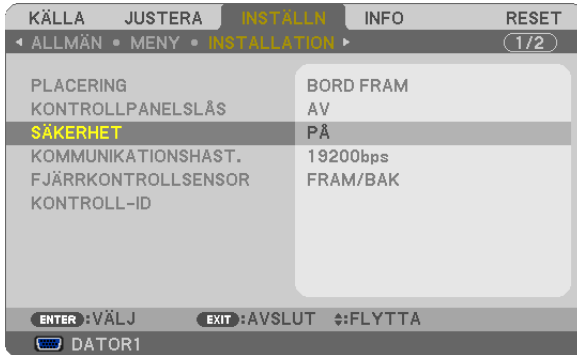 KÄLLA JUSTERA INSTÄLLN INFO RESET
ALLMÄN • MENY • INSTALLATION 1/2
PLACERING BORD FRAM
KONTROLLPANELSLÅS AV
SÄKERHET PÅ
KOMMUNIKATIONSHAST. 19200bps
FJÄRRKONTROLLSENSOR FRAM/BAK
KONTROLL-ID
ENTER :VÄLJ EXIT :AVSLUT :FLYTTA
DATOR1